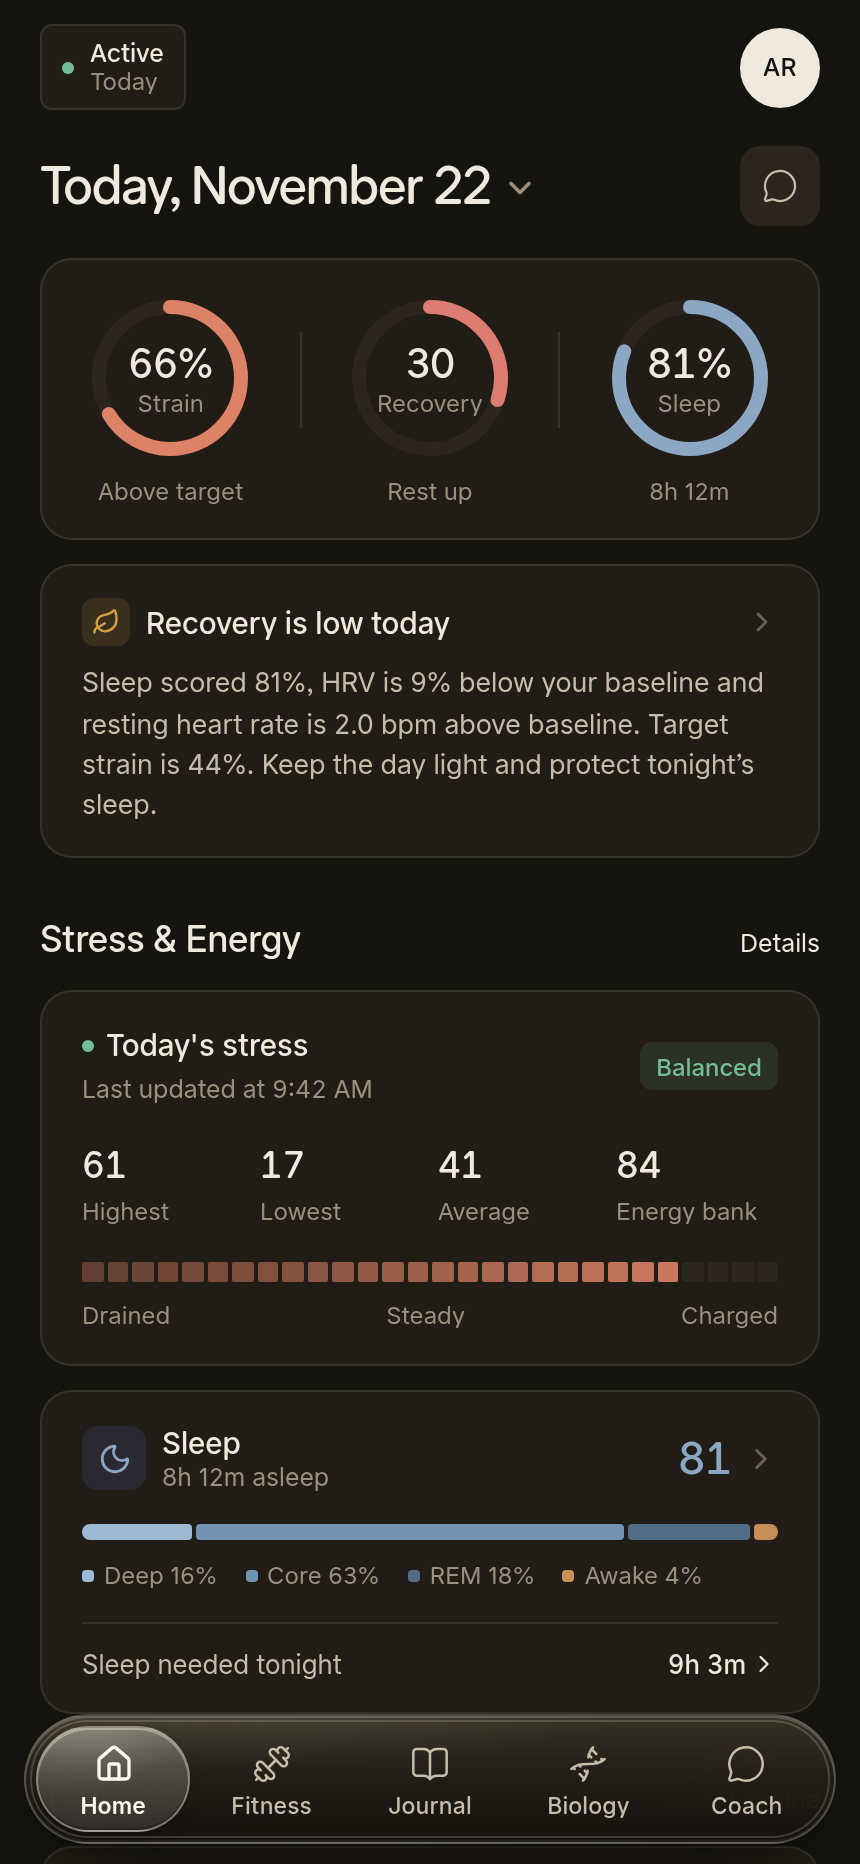 Active
Today
AR
Today, November 22
66%
Strain
Above target
30
Recovery
Rest up
81%
Sleep
8h 12m
Recovery is low today
Sleep scored 81%, HRV is 9% below your baseline and
resting heart rate is 2.0 bpm above baseline. Target
strain is 44%. Keep the day light and protect tonight’s
sleep.
Stress & Energy
Details
Today's stress
Last updated at 9:42 AM
Balanced
61
Highest
17
Lowest
41
Average
84
Energy bank
Drained
Steady
Charged
Sleep
8h 12m asleep
81
Deep 16%
Core 63%
REM 18%
Awake 4%
Sleep needed tonight
9h 3m
Home
Fitness
Journal
Biology
Coach